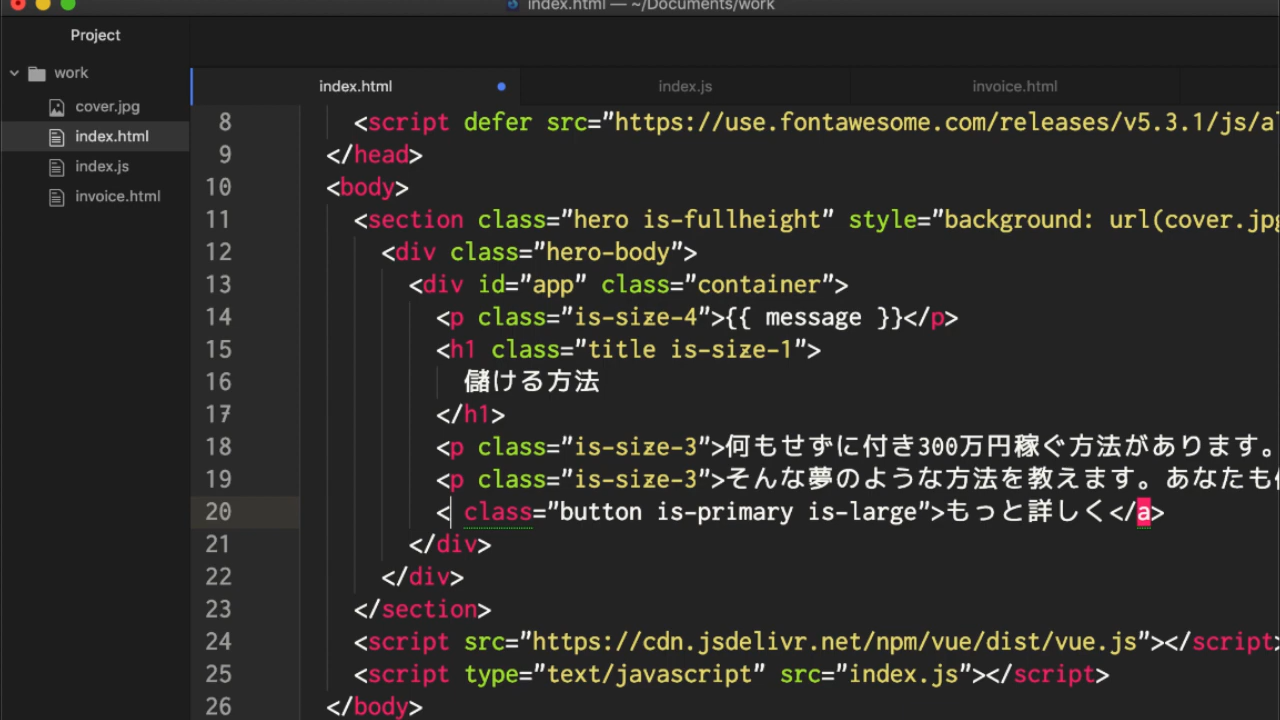 index.html — ~/Documents/work
Project
work
cover.jpg
index.html
index.js
invoice.html
index.html
index.js
invoice.html
8 <script defer src="https://use.fontawesome.com/releases/v5.3.1/js/a
9 </head>
10 <body>
11 <section class="hero is-fullheight" style="background: url(cover.jpg
12 <div class="hero-body">
13 <div id="app" class="container">
14 <p class="is-size-4">{{ message }}</p>
15 <h1 class="title is-size-1">
16 儲ける方法
17 </h1>
18 <p class="is-size-3">何もせずに付き300万円稼ぐ方法があります。
19 <p class="is-size-3">そんな夢のような方法を教えます。あなたも
20 < class="button is-primary is-large">もっと詳しく</a>
21 </div>
22 </div>
23 </section>
24 <script src="https://cdn.jsdelivr.net/npm/vue/dist/vue.js"></script>
25 <script type="text/javascript" src="index.js"></script>
26 </body>